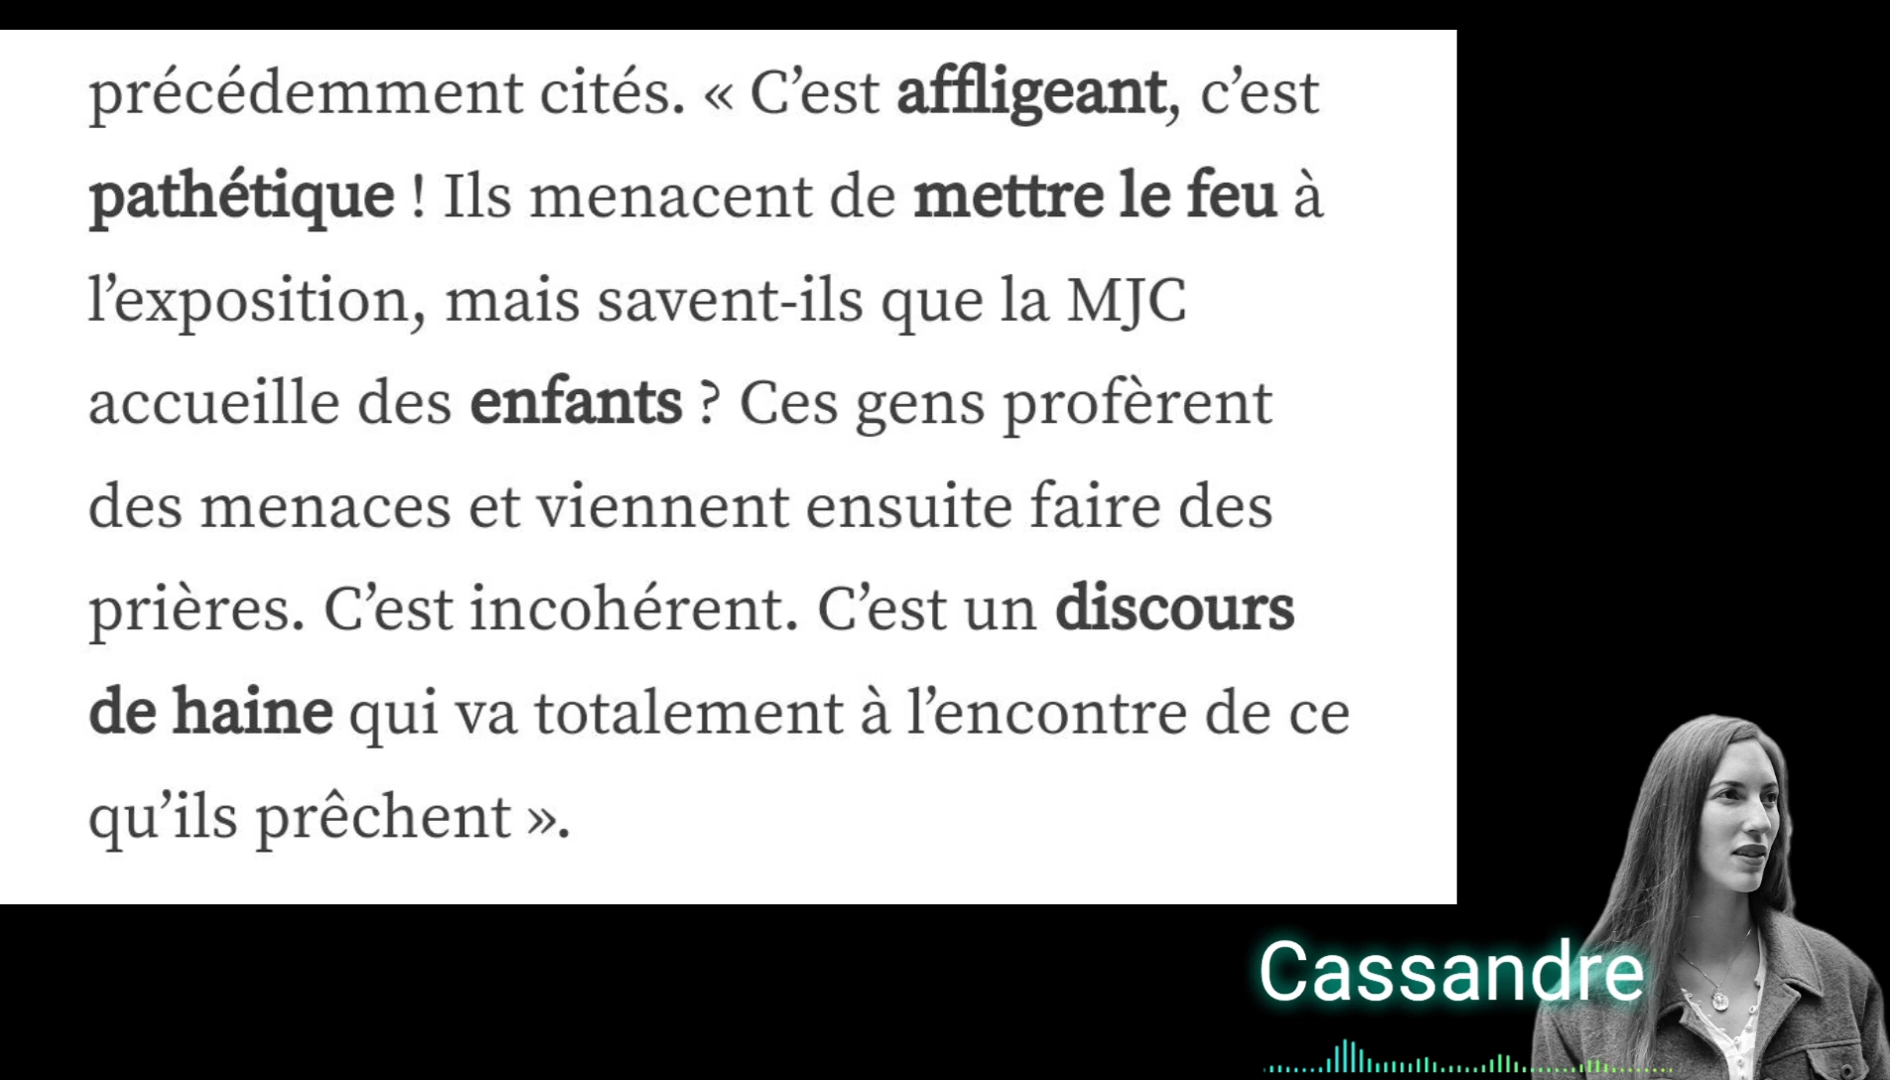 précédemment cités. « C’est affligeant, c’est
pathétique ! Ils menacent de mettre le feu à
l’exposition, mais savent-ils que la MJC
accueille des enfants ? Ces gens profèrent
des menaces et viennent ensuite faire des
prières. C’est incohérent. C’est un discours
de haine qui va totalement à l’encontre de ce
qu’ils prêchent ».
Cassandre